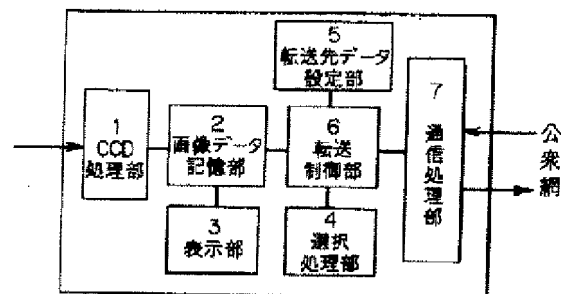 1
CCD
処理部
2
画像データ
記憶部
3
表示部
5
転送先データ
設定部
6
転送
制御部
4
選択
処理部
7
通信処理部
公衆網